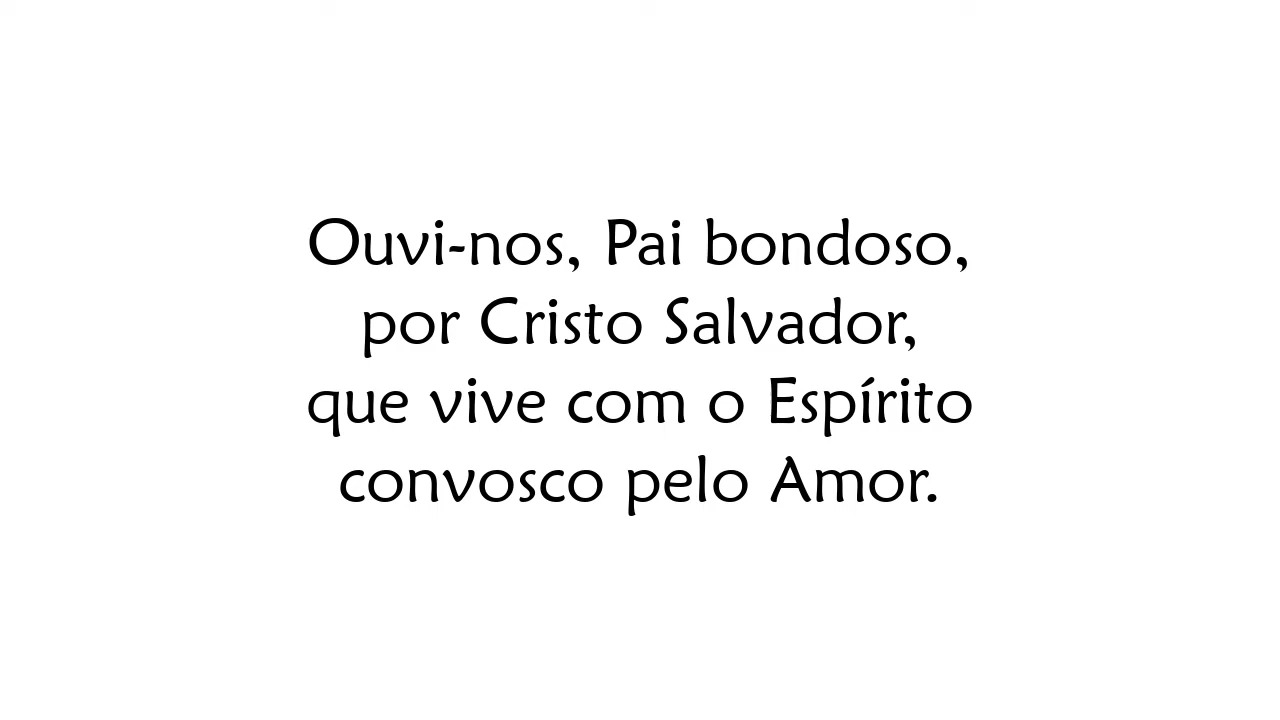 Ouvi-nos, Pai bondoso,
por Cristo Salvador,
que vive com o Espírito
convosco pelo Amor.